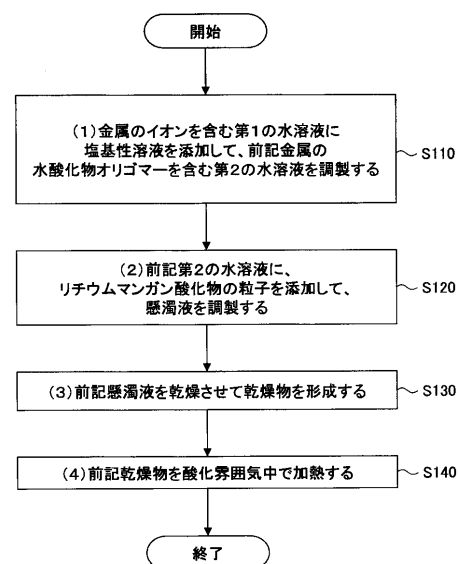 開始
(1)金属のイオンを含む第1の水溶液に
塩基性溶液を添加して、前記金属の
水酸化物オリゴマーを含む第2の水溶液を調製する
S110
(2)前記第2の水溶液に、
リチウムマンガン酸化物の粒子を添加して、
懸濁液を調製する
S120
(3)前記懸濁液を乾燥させて乾燥物を形成する
S130
(4)前記乾燥物を酸化雰囲気中で加熱する
S140
終了